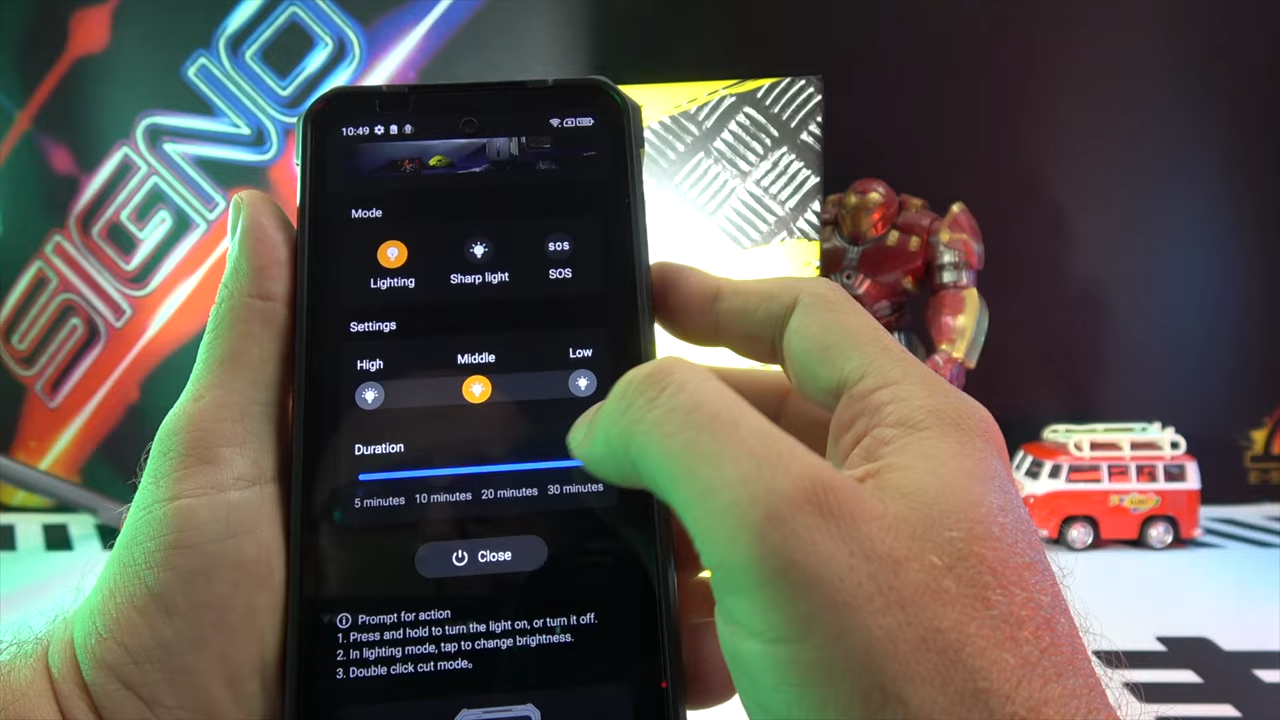 SIGNO
10:49
100
Mode
SOS
Lighting
Sharp light
SOS
Settings
High
Middle
Low
Duration
5 minutes 10 minutes 20 minutes 30 minutes
Close
Prompt for action
1. Press and hold to turn the light on, or turn it off.
2. In lighting mode, tap to change brightness.
3. Double click cut mode。